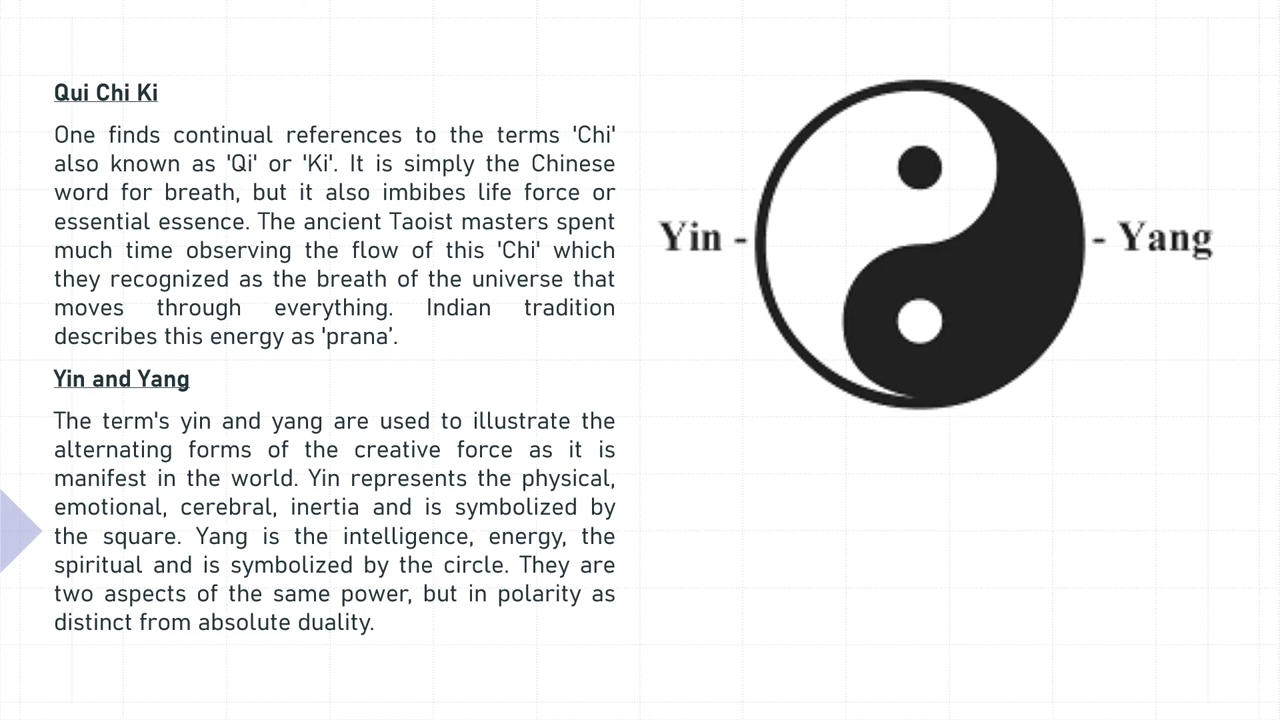 Qui Chi Ki
One finds continual references to the terms 'Chi'
also known as 'Qi' or 'Ki'. It is simply the Chinese
word for breath, but it also imbibes life force or
essential essence. The ancient Taoist masters spent
much time observing the flow of this 'Chi' which
they recognized as the breath of the universe that
moves through everything. Indian tradition
describes this energy as 'prana’.
Yin and Yang
The term's yin and yang are used to illustrate the
alternating forms of the creative force as it is
manifest in the world. Yin represents the physical,
emotional, cerebral, inertia and is symbolized by
the square. Yang is the intelligence, energy, the
spiritual and is symbolized by the circle. They are
two aspects of the same power, but in polarity as
distinct from absolute duality.
Yin -
- Yang